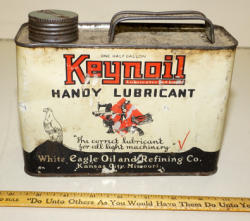 ONE HALF GALLON
Keynoil
HANDY LUBRICANT
"The correct lubricant
for all light machinery"
White Eagle Oil and Refining Co.
Kansas City, Missouri.
"Do Unto Others As You Would Have Them Do Unto You